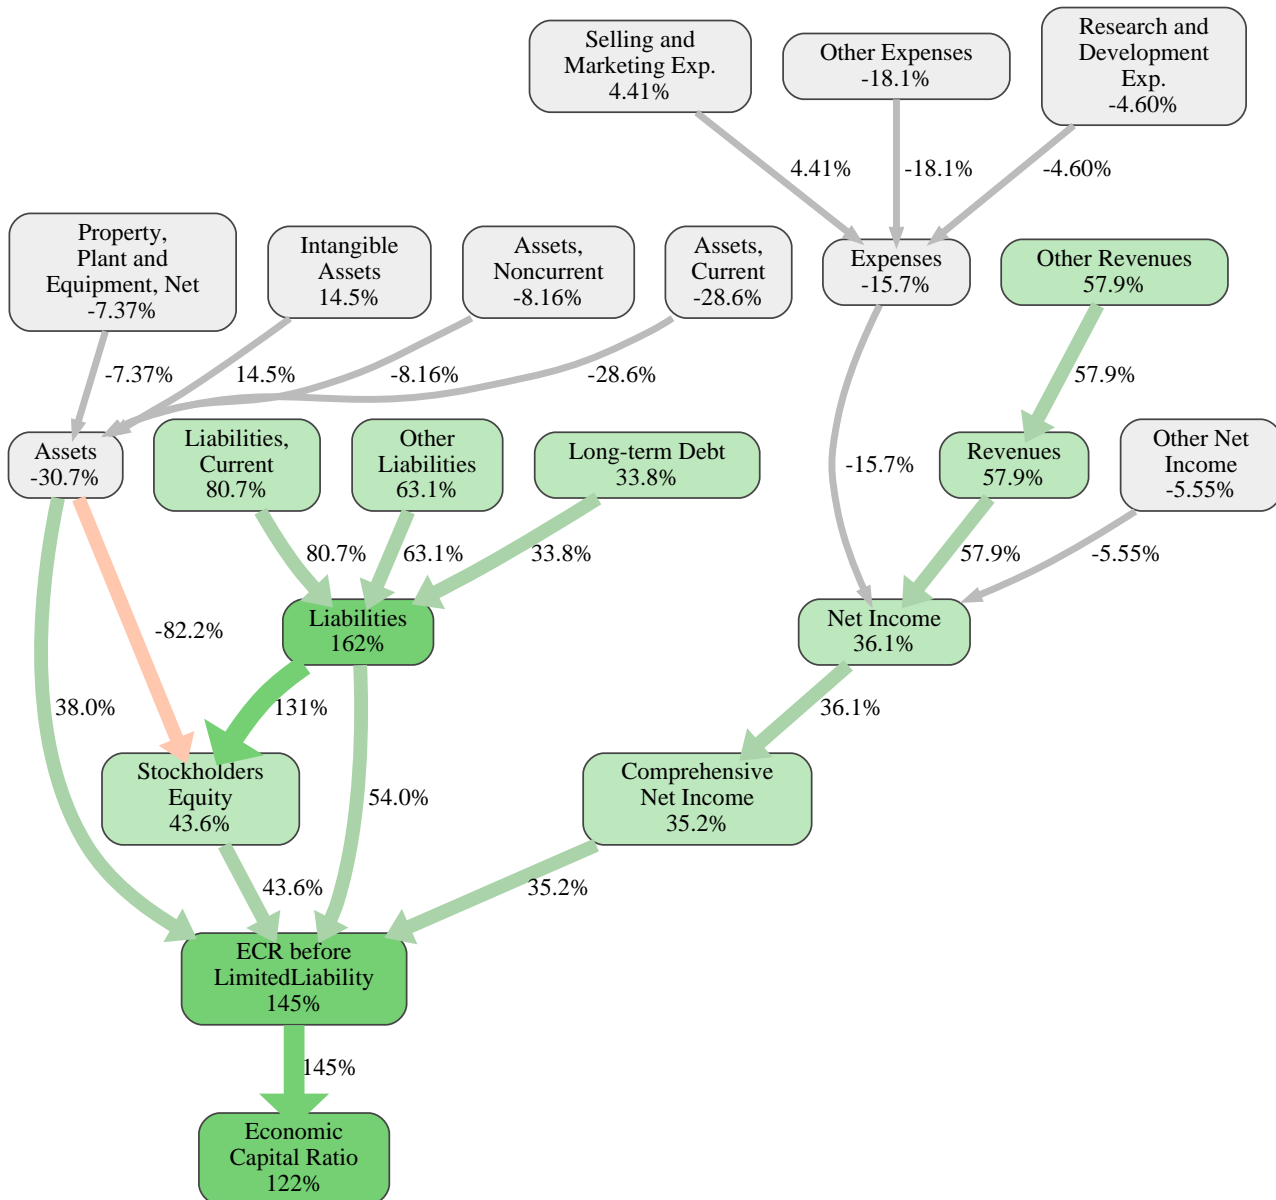 Selling and
Marketing Exp.
4.41%
Other Expenses
-18.1%
Research and
Development
Exp.
-4.60%
4.41%
-18.1%
-4.60%
Property,
Plant and
Equipment, Net
-7.37%
Intangible
Assets
14.5%
Assets,
Noncurrent
-8.16%
Assets,
Current
-28.6%
Expenses
-15.7%
Other Revenues
57.9%
-7.37%
14.5%
-8.16%
-28.6%
57.9%
Assets
-30.7%
Liabilities,
Current
80.7%
Other
Liabilities
63.1%
Long-term Debt
33.8%
-15.7%
Revenues
57.9%
Other Net
Income
-5.55%
80.7%
63.1%
33.8%
57.9%
-5.55%
-82.2%
Liabilities
162%
Net Income
36.1%
38.0%
131%
36.1%
Stockholders
Equity
43.6%
54.0%
Comprehensive
Net Income
35.2%
43.6%
35.2%
ECR before
LimitedLiability
145%
145%
Economic
Capital Ratio
122%